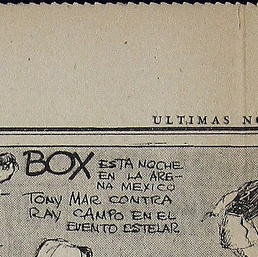 ULTIMAS NO
BOX ESTA NOCHE
EN LA ARE-
NA MEXICO
TONY MAR CONTRA
RAY CAMPO EN EL
EVENTO ESTELAR